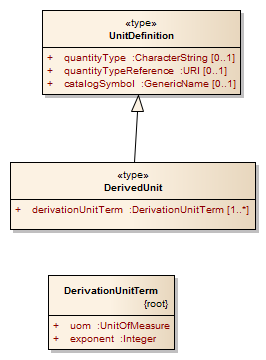 «type»
UnitDefinition
+ quantityType :CharacterString [0..1]
+ quantityTypeReference :URI [0..1]
+ catalogSymbol :GenericName [0..1]
«type»
DerivedUnit
+ derivationUnitTerm :DerivationUnitTerm [1..*]
DerivationUnitTerm
{root}
+ uom :UnitOfMeasure
+ exponent :Integer